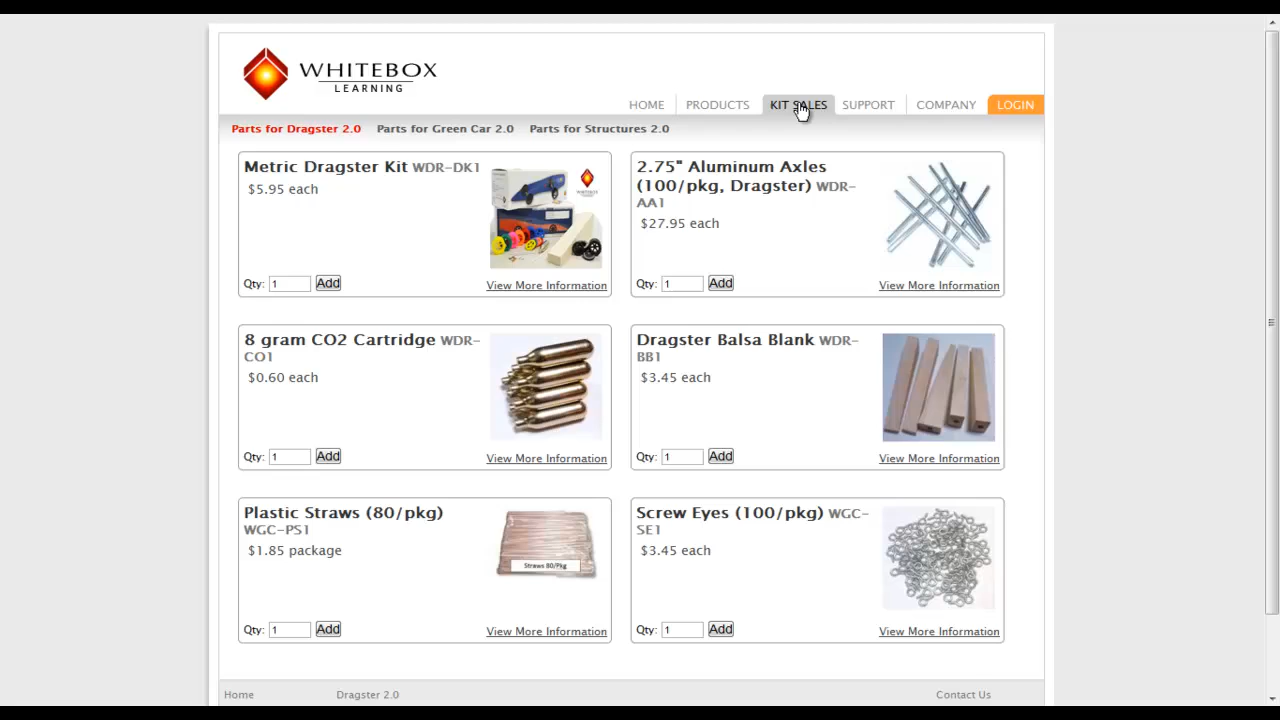 WHITEBOX
LEARNING
HOME PRODUCTS KIT SALES SUPPORT COMPANY LOGIN
Parts for Dragster 2.0 Parts for Green Car 2.0 Parts for Structures 2.0
Metric Dragster Kit WDR-DK1
$5.95 each
Qty: 1 Add View More Information
2.75" Aluminum Axles
(100/pkg, Dragster) WDR-
AA1
$27.95 each
Qty: 1 Add View More Information
8 gram CO2 Cartridge WDR-
CO1
$0.60 each
Qty: 1 Add View More Information
Dragster Balsa Blank WDR-
BB1
$3.45 each
Qty: 1 Add View More Information
Plastic Straws (80/pkg)
WGC-PS1
$1.85 package
Straws 80/Pkg
Qty: 1 Add View More Information
Screw Eyes (100/pkg) WGC-
SE1
$3.45 each
Qty: 1 Add View More Information
Home Dragster 2.0 Contact Us